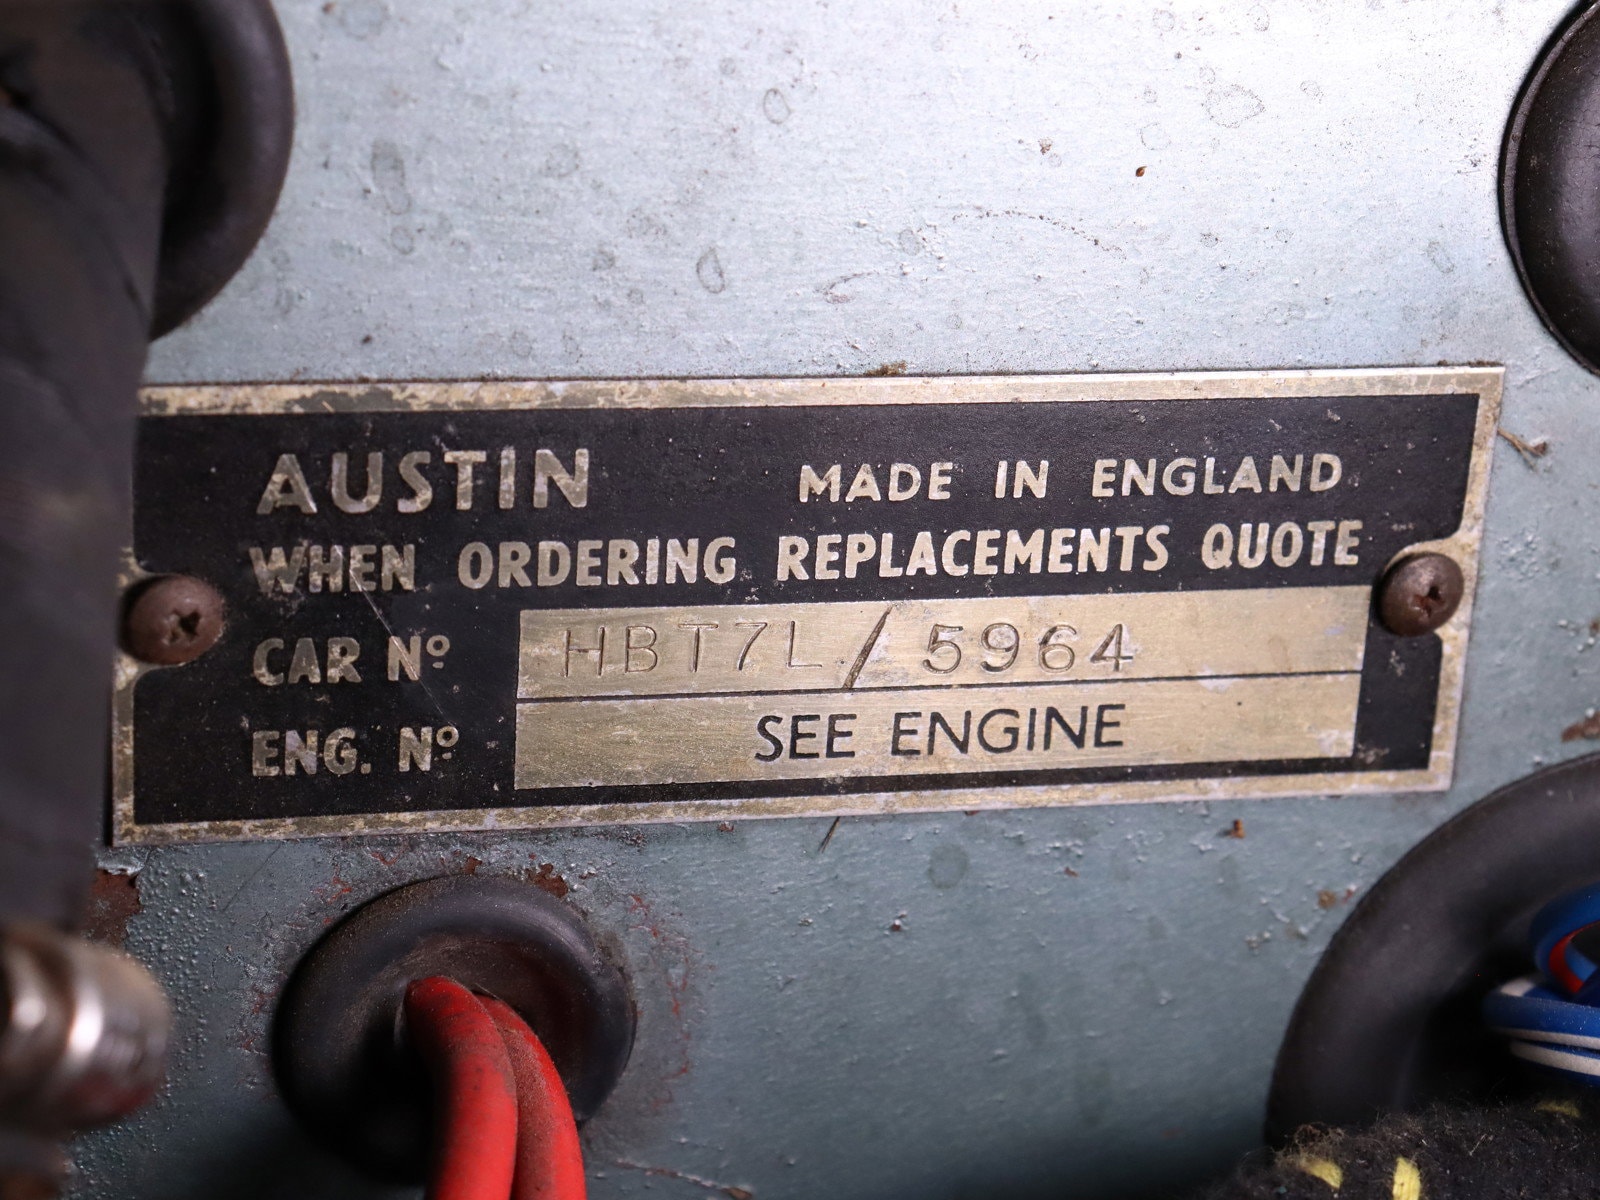 AUSTIN MADE IN ENGLAND
WHEN ORDERING REPLACEMENTS QUOTE
CAR Nº HBT7L/5964
ENG. Nº SEE ENGINE